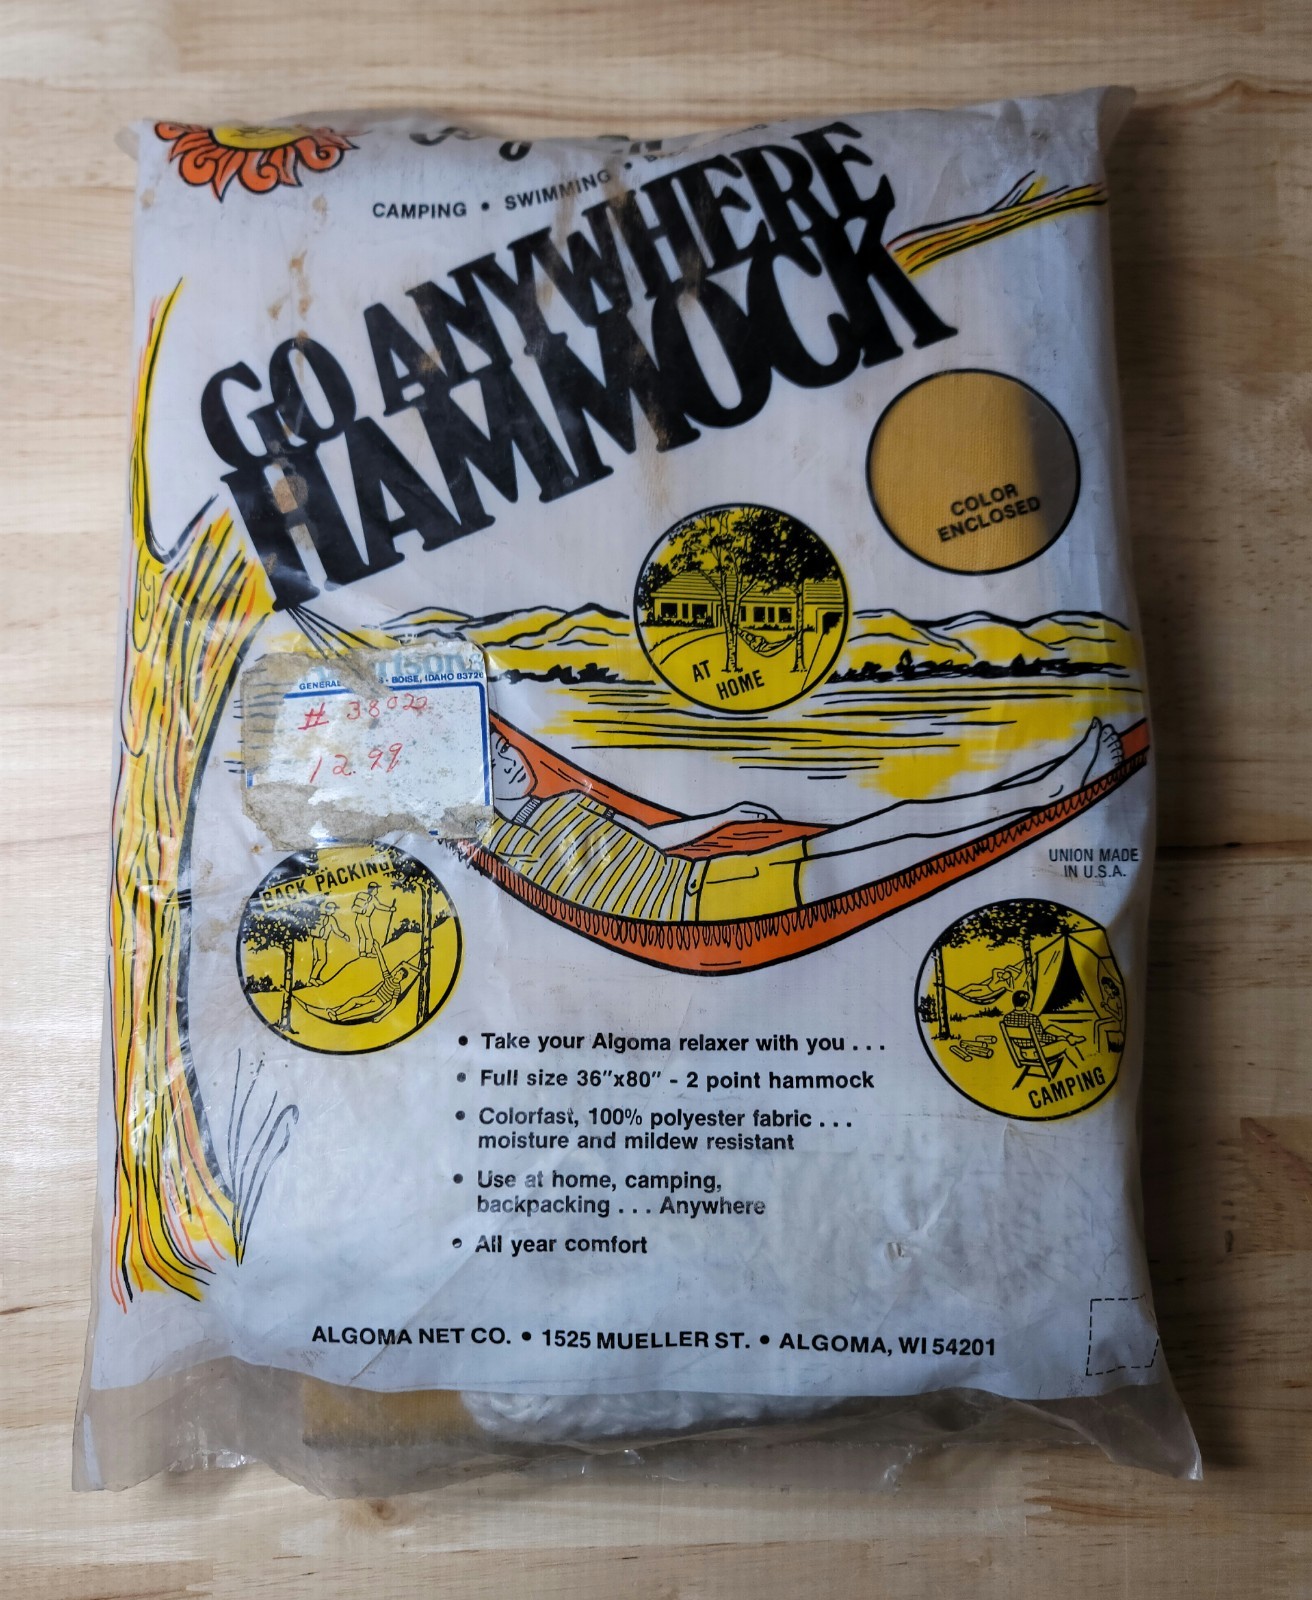 CAMPING • SWIMMING •
GO ANYWHERE
HAMMOCK
COLOR
ENCLOSED
AT
HOME
GENERAL - BOISE, IDAHO
# 38022
12.99
BACK PACKING
UNION MADE
IN U.S.A.
CAMPING
• Take your Algoma relaxer with you . . .
• Full size 36"x80" - 2 point hammock
• Colorfast, 100% polyester fabric . . .
moisture and mildew resistant
• Use at home, camping,
backpacking . . . Anywhere
• All year comfort
ALGOMA NET CO. • 1525 MUELLER ST. • ALGOMA, WI 54201